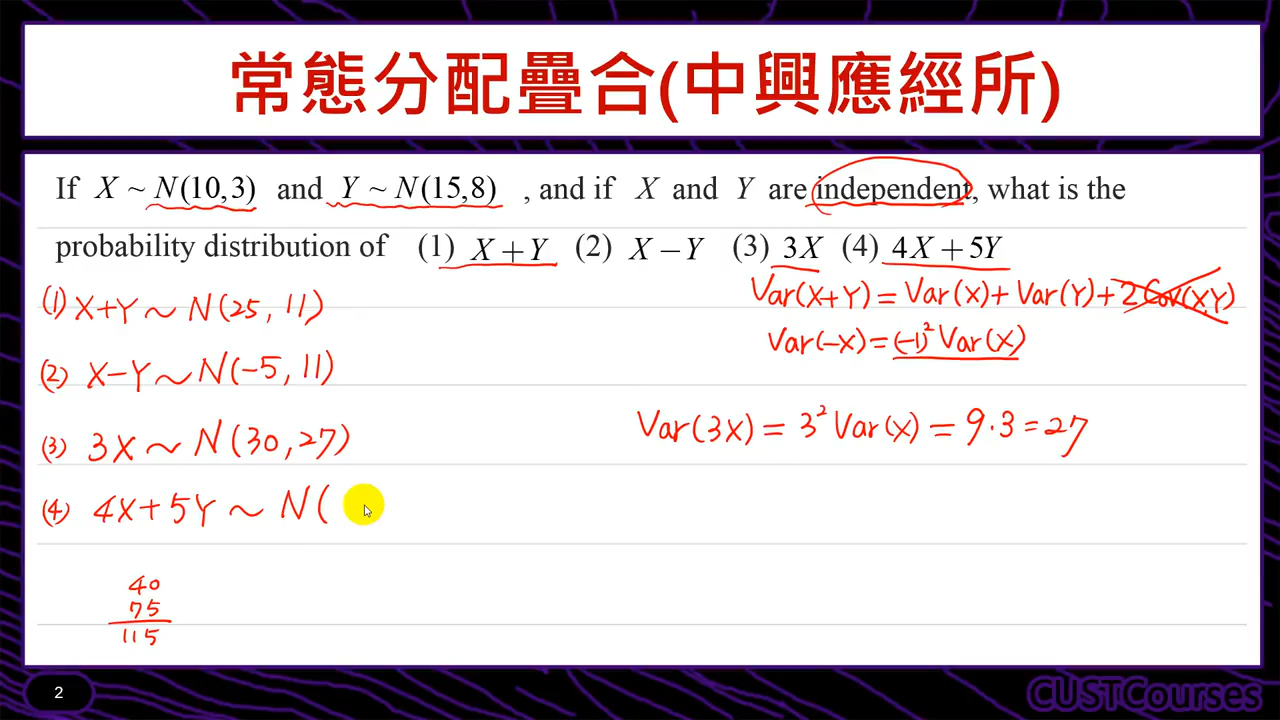 常態分配疊合(中興應經所)
If X ~ N(10,3) and Y ~ N(15,8) , and if X and Y are independent, what is the
probability distribution of (1) X+Y (2) X−Y (3) 3X (4) 4X+5Y
(1) X+Y ~ N(25, 11)
Var(X+Y) = Var(X) + Var(Y) + 2Cov(X,Y)
Var(-X) = (-1)² Var(X)
(2) X-Y ~ N(-5, 11)
(3) 3X ~ N(30, 27)
Var(3X) = 3² Var(X) = 9·3 = 27
(4) 4X+5Y ~ N(
40
75
115
2
CUSTCourses